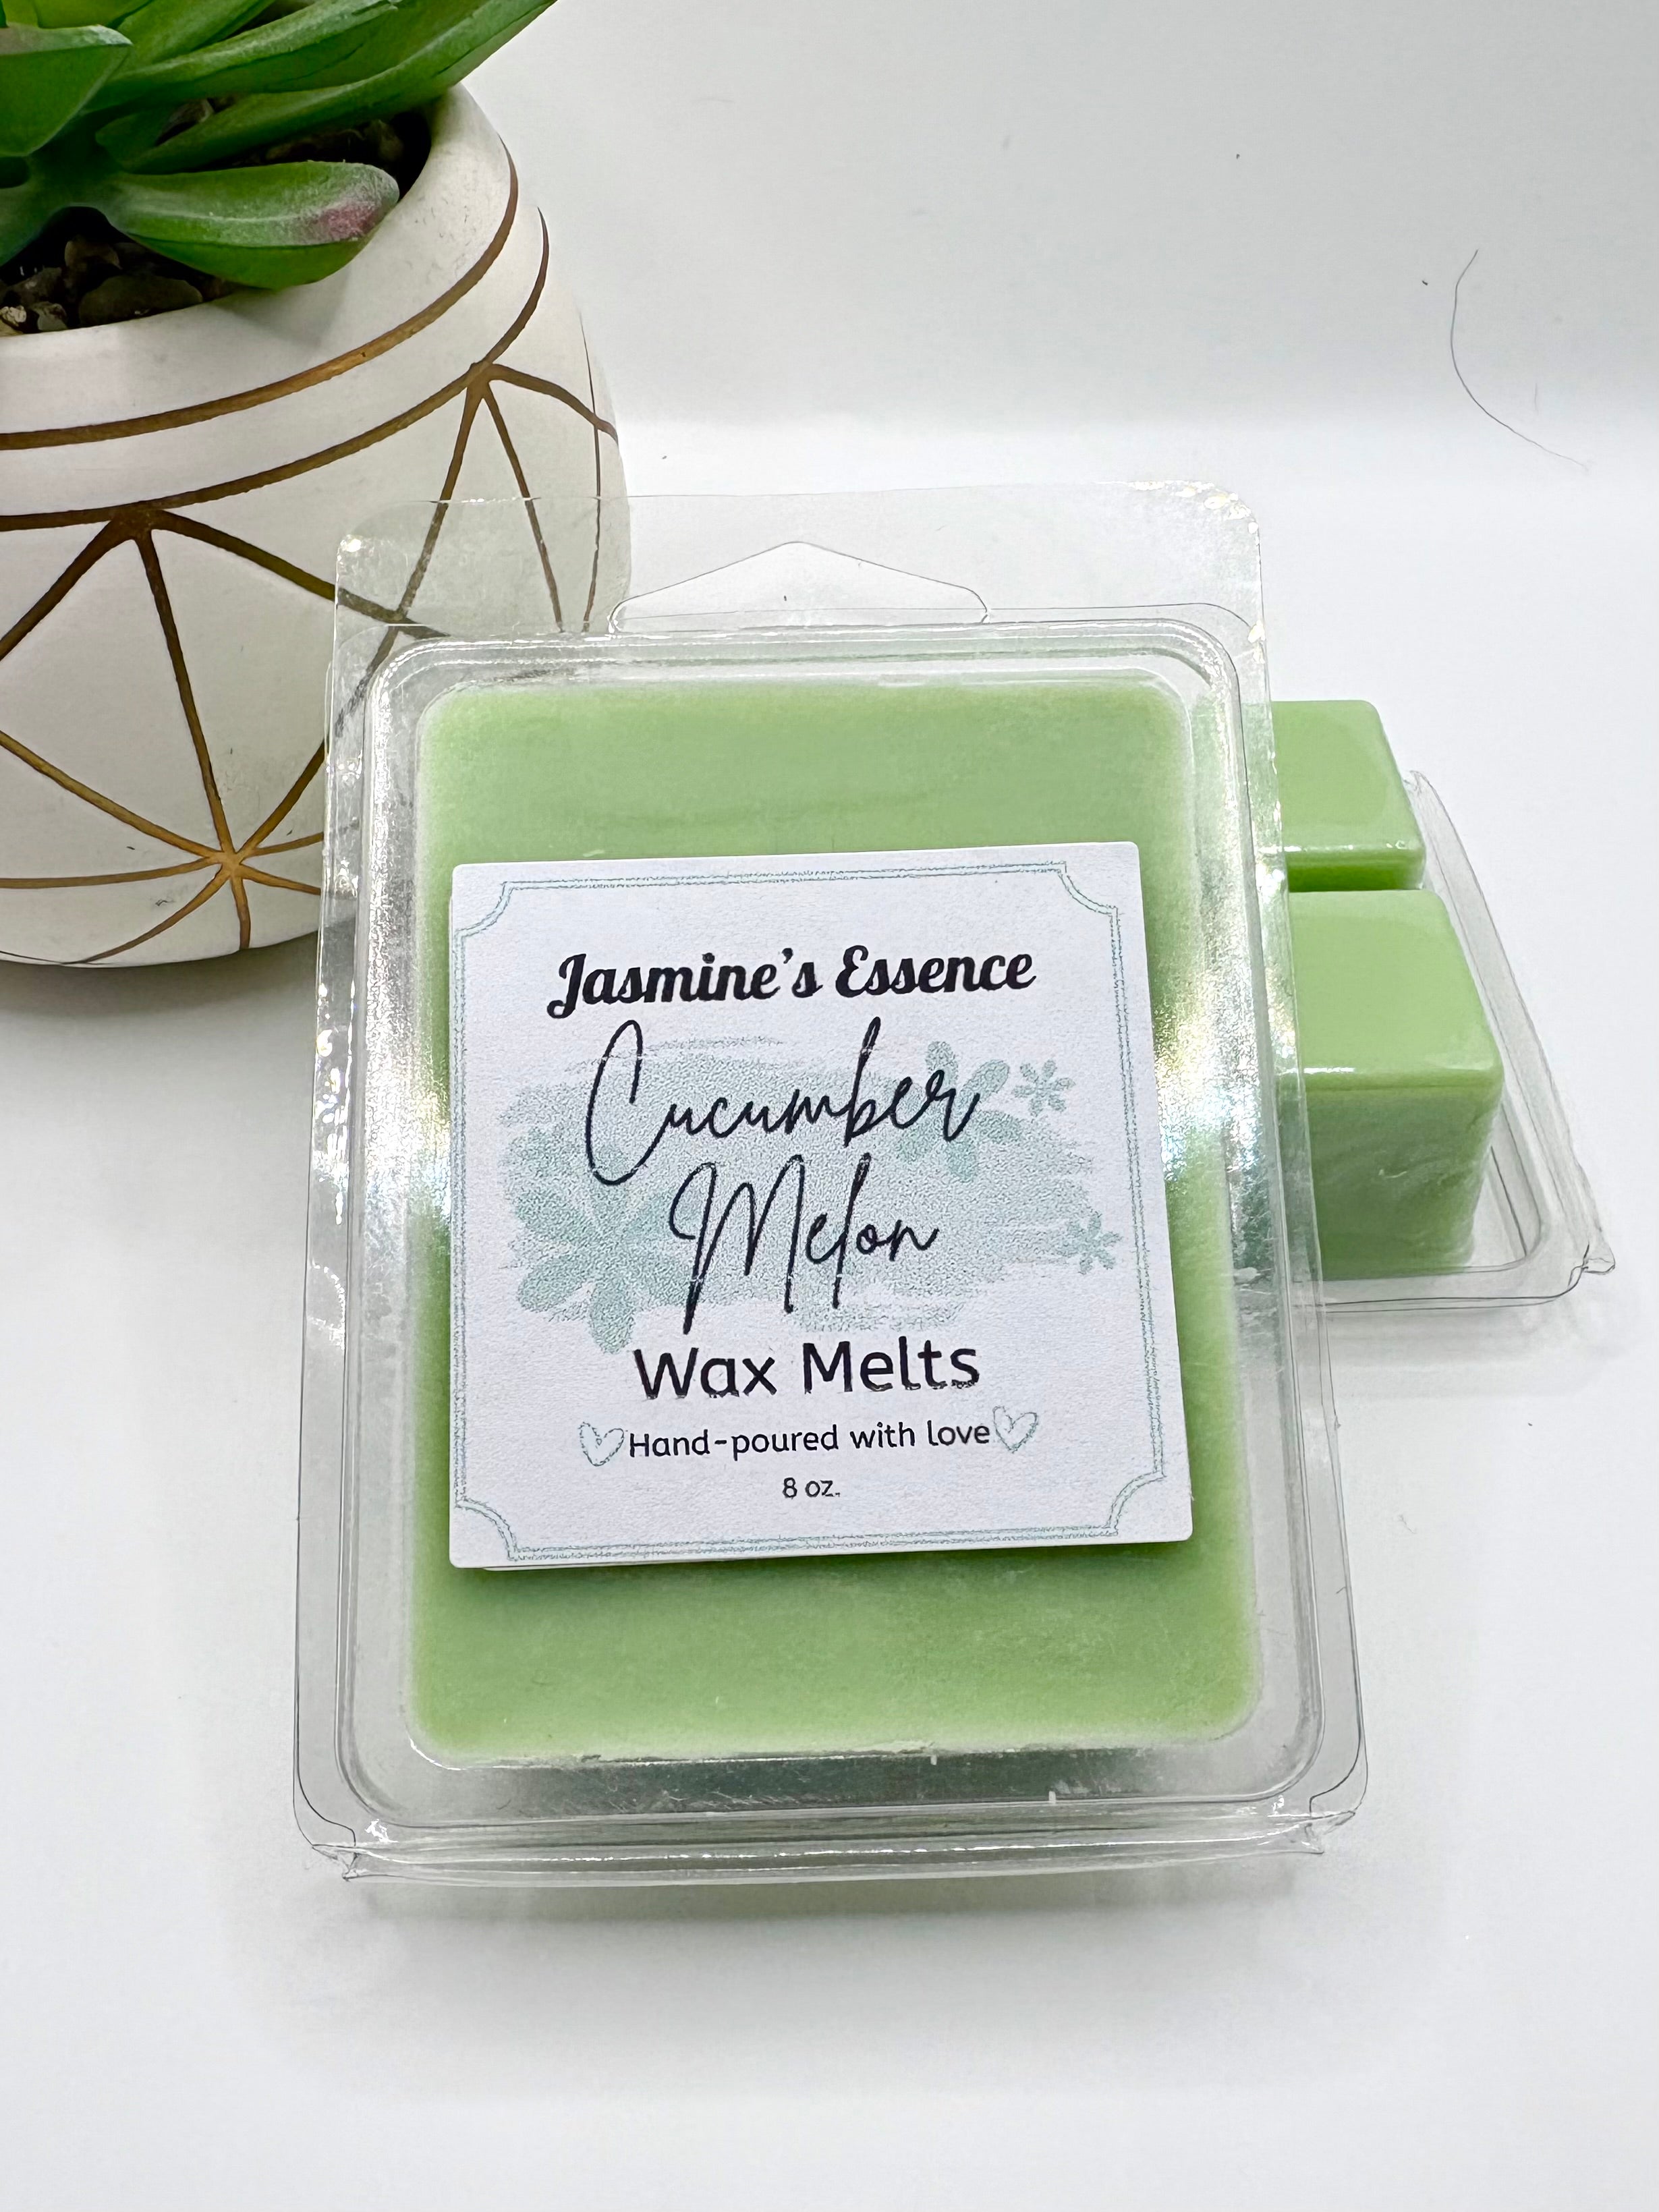 Jasmine's Essence
Cucumber
Melon
Wax Melts
Hand-poured with love
8 oz.